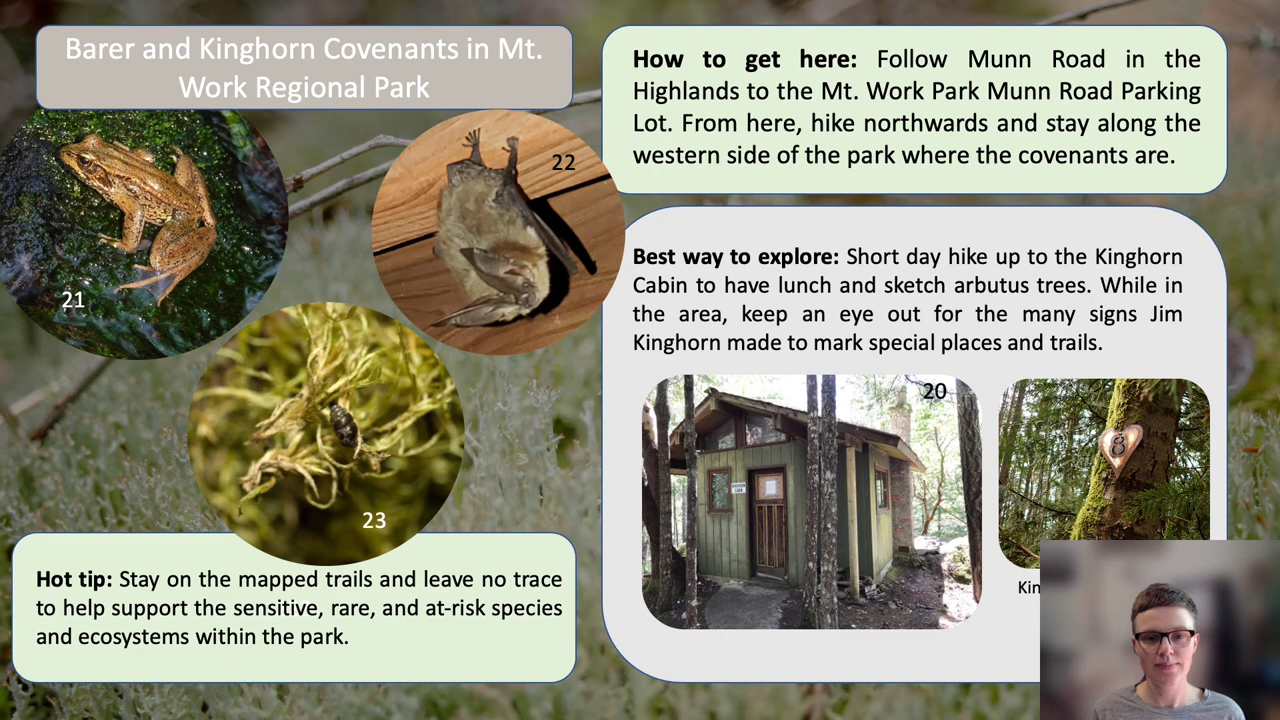 Barer and Kinghorn Covenants in Mt.
Work Regional Park
21
22
23
Hot tip: Stay on the mapped trails and leave no trace
to help support the sensitive, rare, and at-risk species
and ecosystems within the park.
How to get here: Follow Munn Road in the
Highlands to the Mt. Work Park Munn Road Parking
Lot. From here, hike northwards and stay along the
western side of the park where the covenants are.
Best way to explore: Short day hike up to the Kinghorn
Cabin to have lunch and sketch arbutus trees. While in
the area, keep an eye out for the many signs Jim
Kinghorn made to mark special places and trails.
20
8
Kin